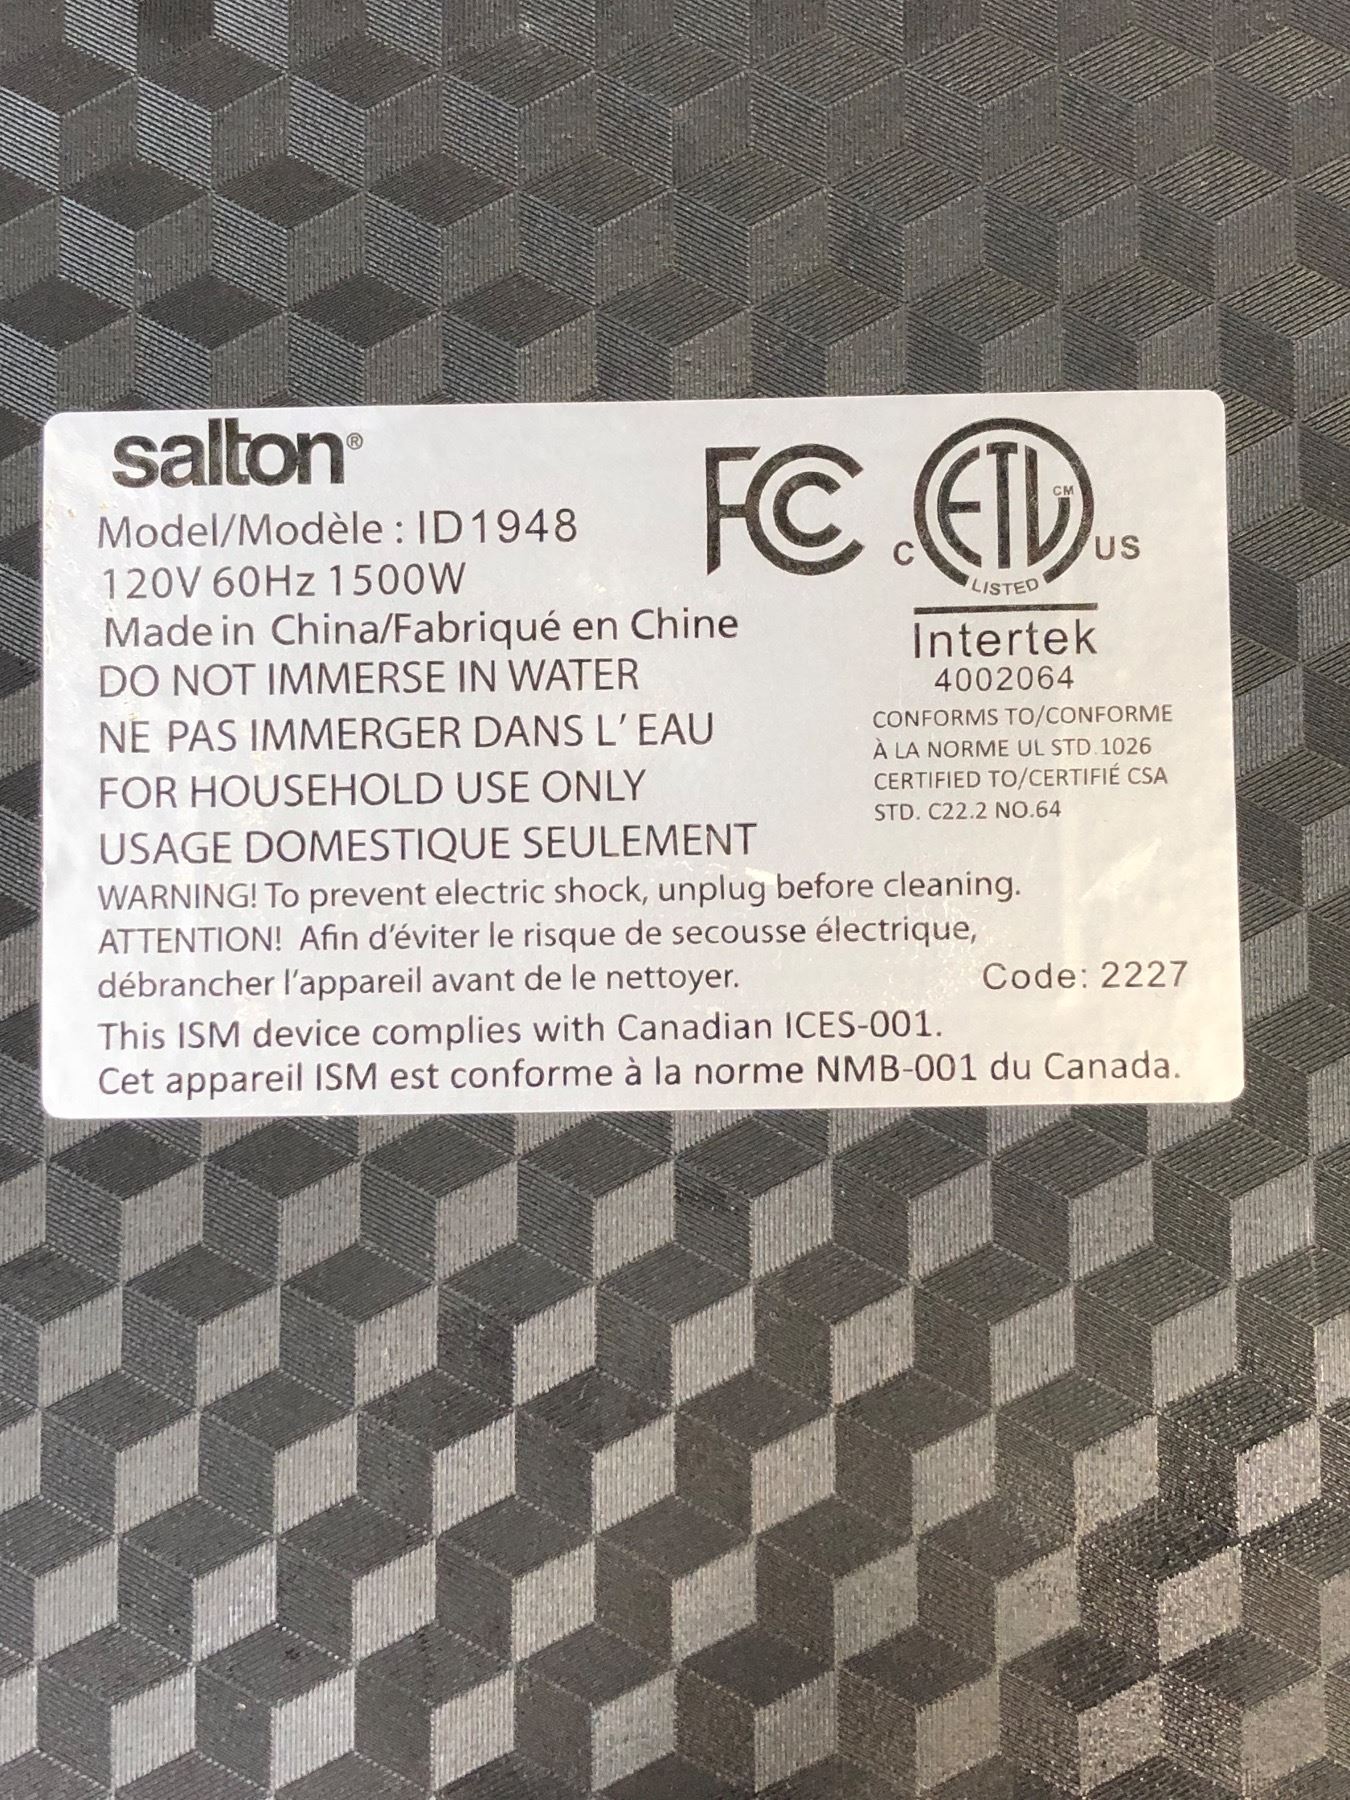 salton®
Model/Modèle : ID1948
120V 60Hz 1500W
Made in China/Fabriqué en Chine
DO NOT IMMERSE IN WATER
NE PAS IMMERGER DANS L' EAU
FOR HOUSEHOLD USE ONLY
USAGE DOMESTIQUE SEULEMENT
FC
C ETL CM US
LISTED
Intertek
4002064
CONFORMS TO/CONFORME
À LA NORME UL STD.1026
CERTIFIED TO/CERTIFIÉ CSA
STD. C22.2 NO.64
WARNING! To prevent electric shock, unplug before cleaning.
ATTENTION! Afin d'éviter le risque de secousse électrique,
débrancher l'appareil avant de le nettoyer.
Code: 2227
This ISM device complies with Canadian ICES-001.
Cet appareil ISM est conforme à la norme NMB-001 du Canada.